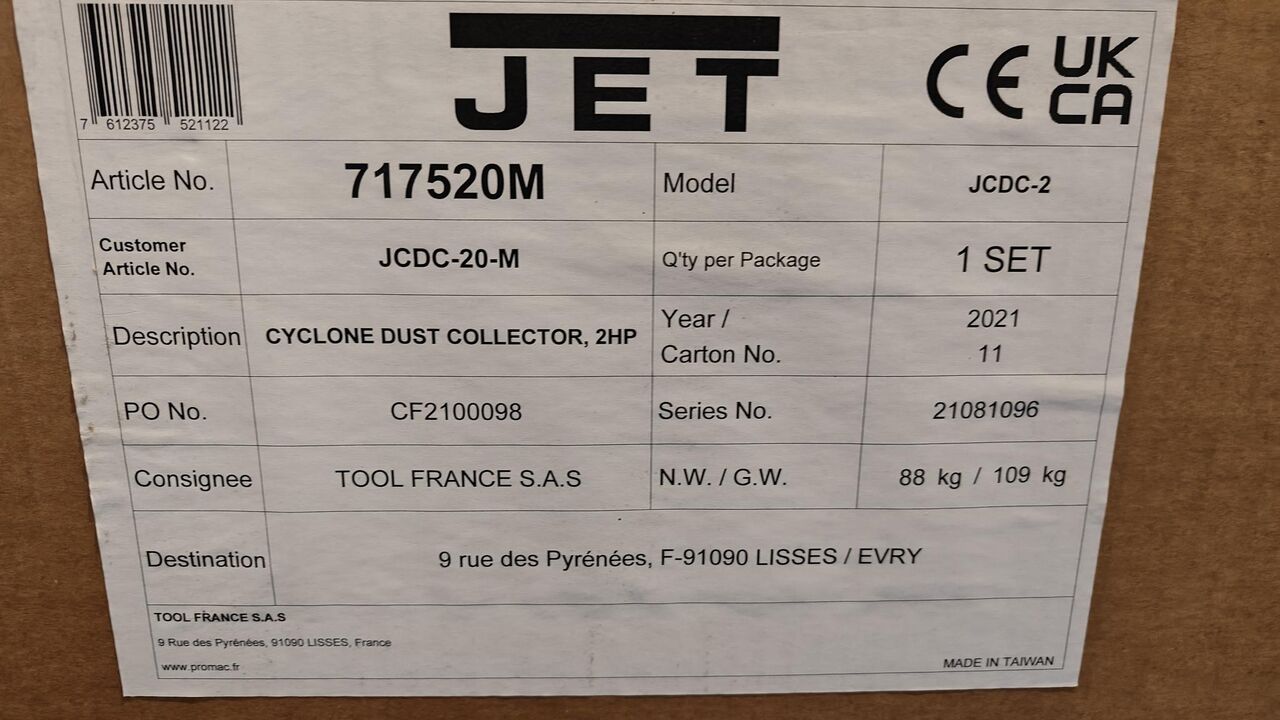 JET
CE UK
CA
7 612375 521122
Article No. 717520M Model JCDC-2
Customer
Article No. JCDC-20-M Q'ty per Package 1 SET
Description CYCLONE DUST COLLECTOR, 2HP Year / 2021
Carton No. 11
PO No. CF2100098 Series No. 21081096
Consignee TOOL FRANCE S.A.S N.W. / G.W. 88 kg / 109 kg
Destination 9 rue des Pyrénées, F-91090 LISSES / EVRY
TOOL FRANCE S.A.S
9 Rue des Pyrénées, 91090 LISSES, France
www.promac.fr MADE IN TAIWAN